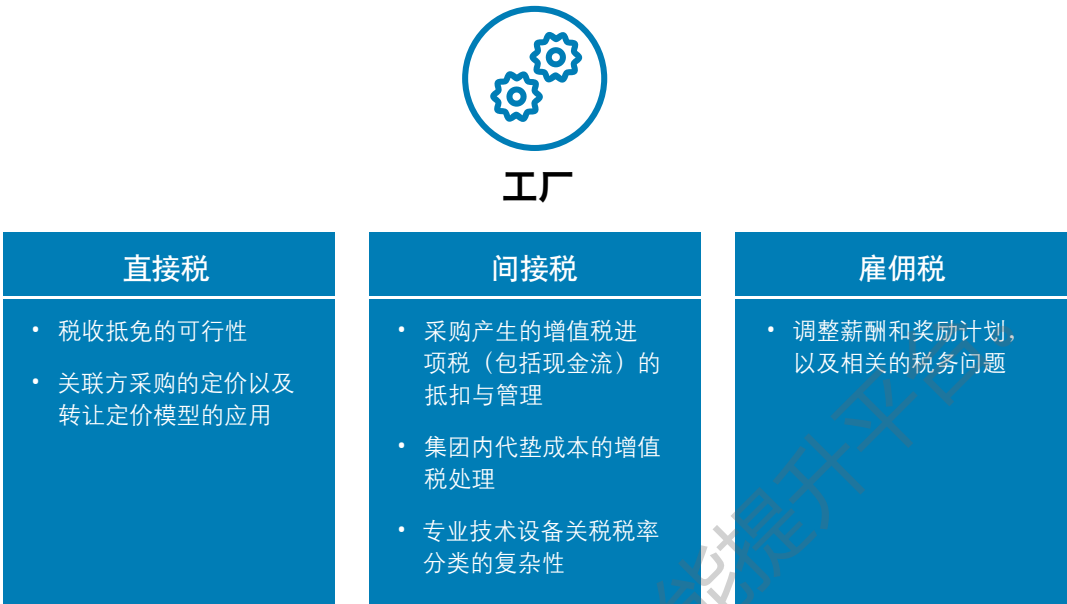 工厂
直接税
• 税收抵免的可行性
• 关联方采购的定价以及
转让定价模型的应用
间接税
• 采购产生的增值税进
项税（包括现金流）的
抵扣与管理
• 集团内代垫成本的增值
税处理
• 专业技术设备关税税率
分类的复杂性
雇佣税
• 调整薪酬和奖励计划，
以及相关的税务问题
能提升平台